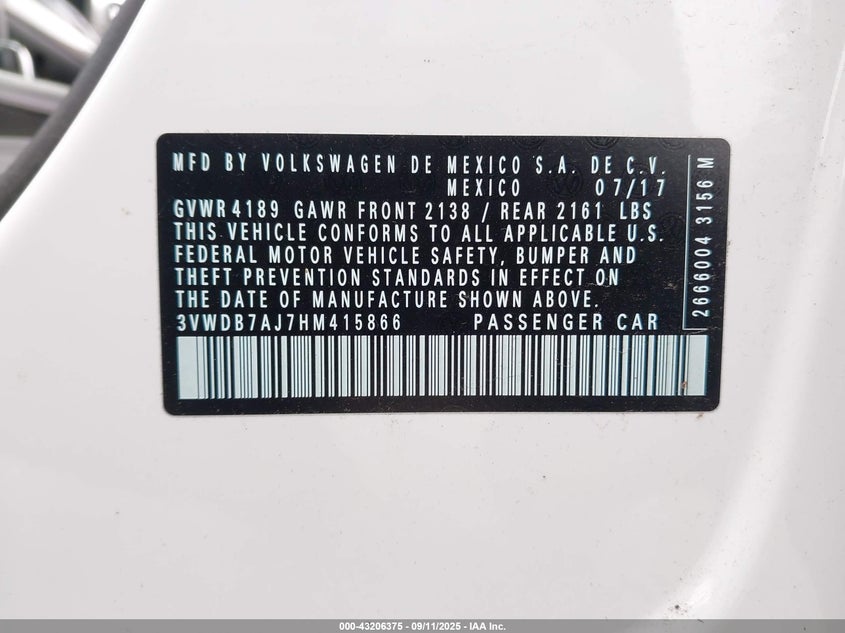 MFD BY VOLKSWAGEN DE MEXICO S.A. DE C.V.
MEXICO 07/17
GVWR 4189 GAWR FRONT 2138 / REAR 2161 LBS
THIS VEHICLE CONFORMS TO ALL APPLICABLE U.S.
FEDERAL MOTOR VEHICLE SAFETY, BUMPER AND
THEFT PREVENTION STANDARDS IN EFFECT ON
THE DATE OF MANUFACTURE SHOWN ABOVE.
3VWDB7AJ7HM415866 PASSENGER CAR
2666004 3156 M
000-43206375 - 09/11/2025 - IAA Inc.